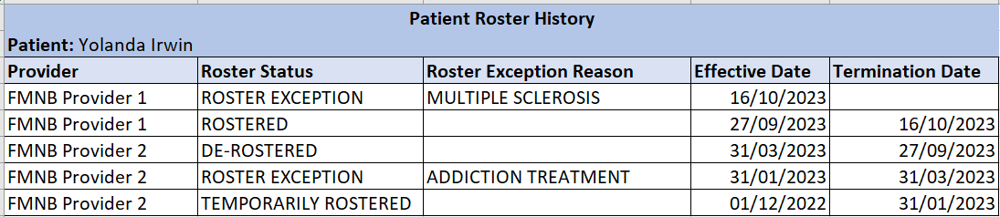 Patient Roster History
Patient: Yolanda Irwin
Provider Roster Status Roster Exception Reason Effective Date Termination Date
FMNB Provider 1 ROSTER EXCEPTION MULTIPLE SCLEROSIS 16/10/2023
FMNB Provider 1 ROSTERED 27/09/2023 16/10/2023
FMNB Provider 2 DE-ROSTERED 31/03/2023 27/09/2023
FMNB Provider 2 ROSTER EXCEPTION ADDICTION TREATMENT 31/01/2023 31/03/2023
FMNB Provider 2 TEMPORARILY ROSTERED 01/12/2022 31/01/2023